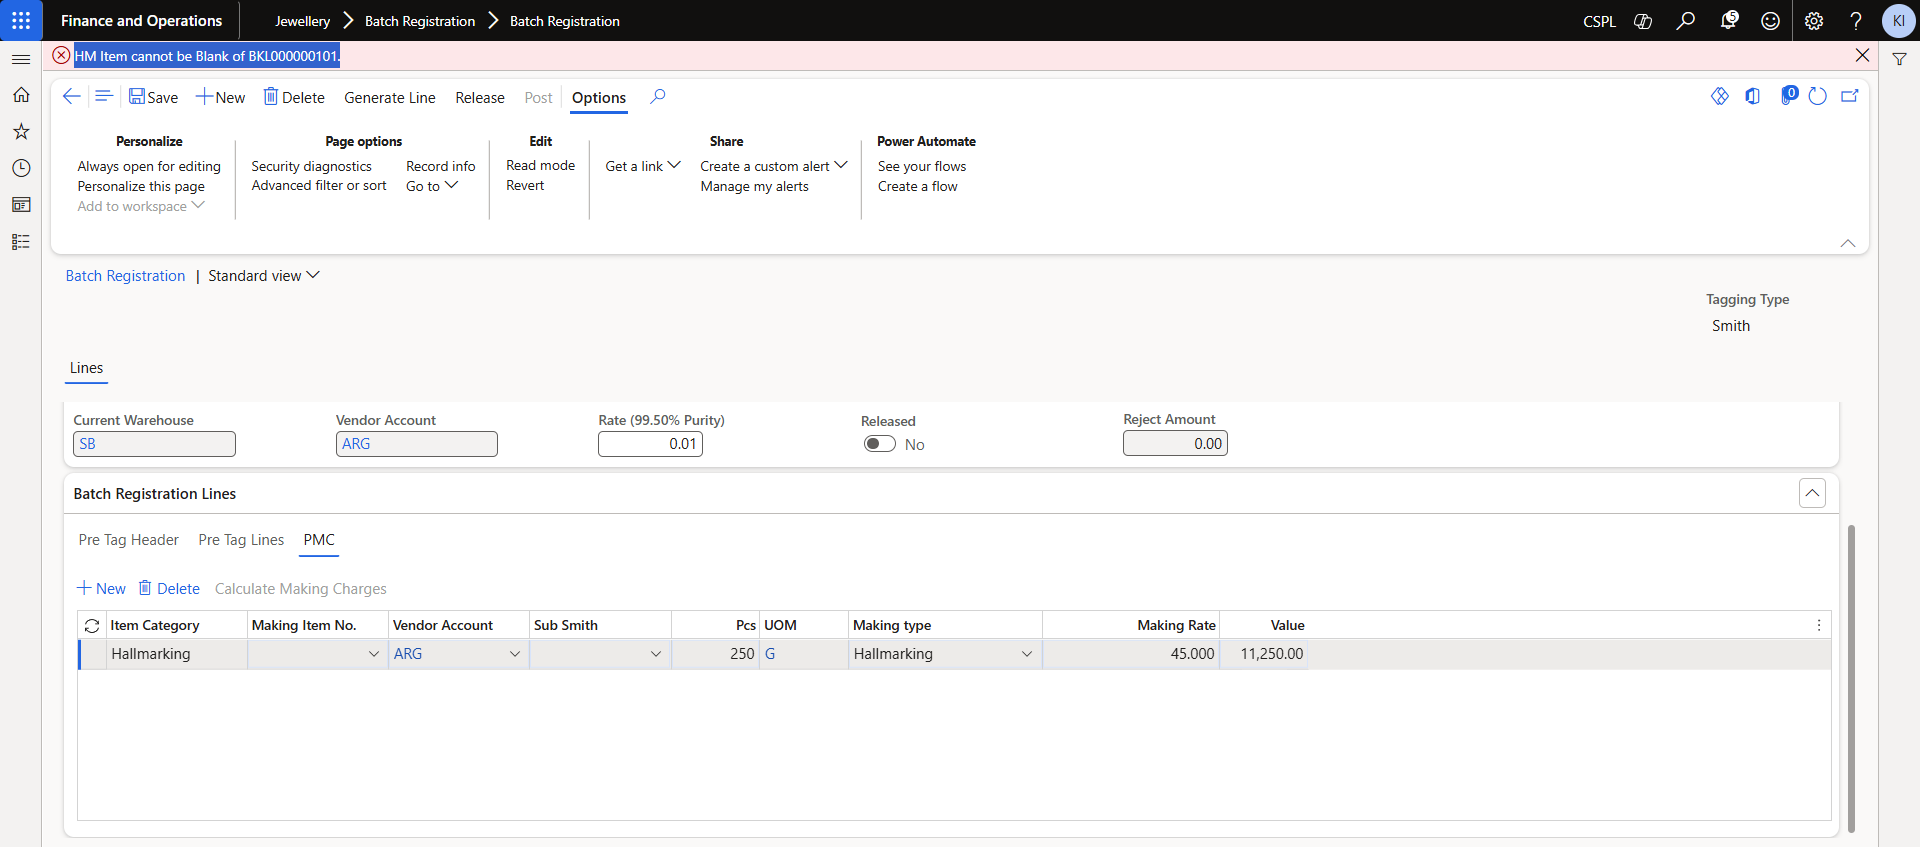 Finance and Operations
Jewellery
Batch Registration
Batch Registration
CSPL
5
KI
HM Item cannot be Blank of BKL000000101.
Save
New
Delete
Generate Line
Release
Post
Options
0
Personalize
Always open for editing
Personalize this page
Add to workspace
Page options
Security diagnostics
Advanced filter or sort
Record info
Go to
Edit
Read mode
Revert
Share
Get a link
Create a custom alert
Manage my alerts
Power Automate
See your flows
Create a flow
Batch Registration | Standard view
Tagging Type
Smith
Lines
Current Warehouse
SB
Vendor Account
ARG
Rate (99.50% Purity)
0.01
Released
No
Reject Amount
0.00
Batch Registration Lines
Pre Tag Header
Pre Tag Lines
PMC
New
Delete
Calculate Making Charges
Item Category
Making Item No.
Vendor Account
Sub Smith
Pcs
UOM
Making type
Making Rate
Value
Hallmarking
ARG
250
G
Hallmarking
45.000
11,250.00